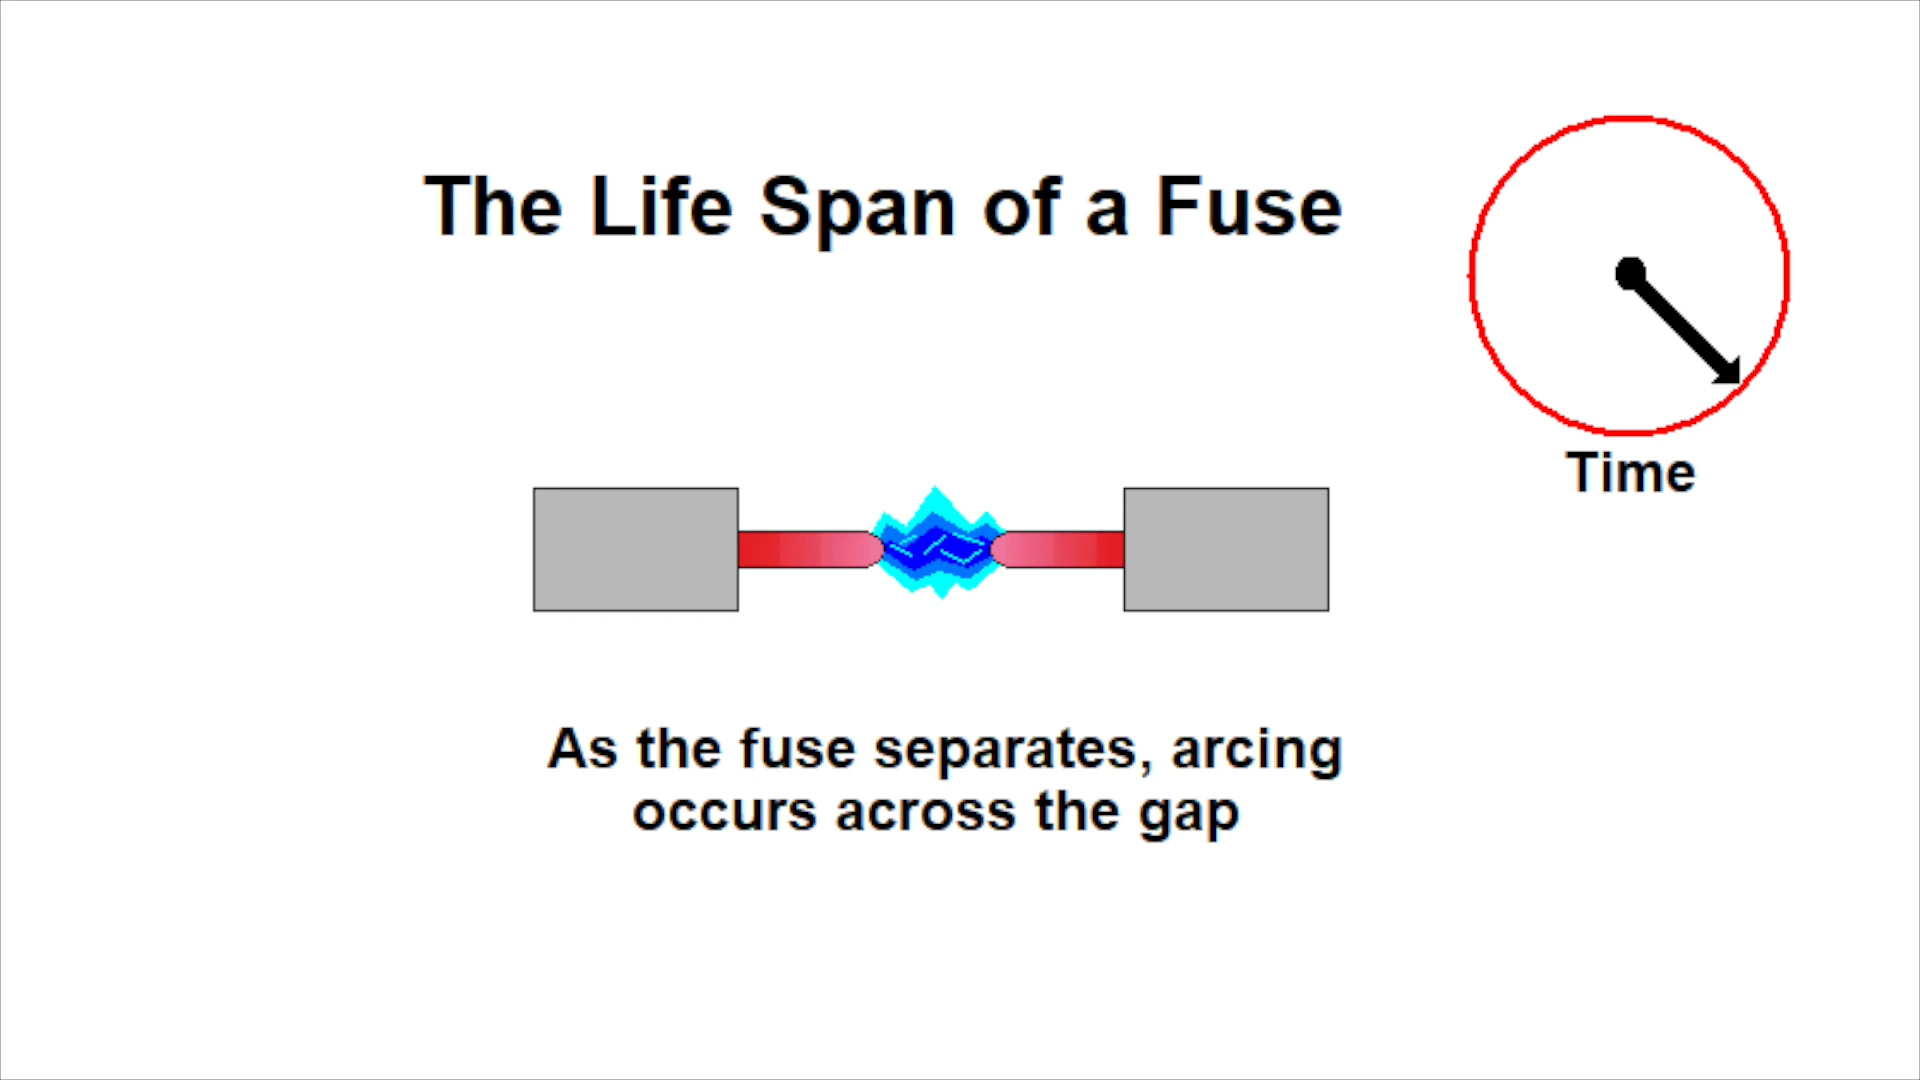 The Life Span of a Fuse
Time
As the fuse separates, arcing
occurs across the gap